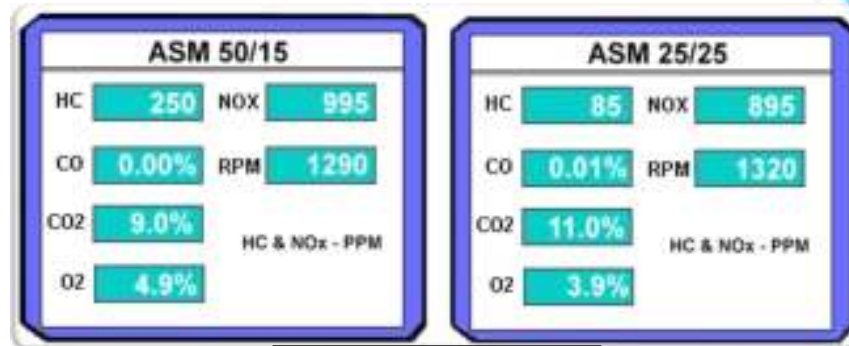 ASM 50/15
HC 250 NOX 995
CO 0.00% RPM 1290
CO2 9.0%
HC & NOx - PPM
O2 4.9%
ASM 25/25
HC 85 NOX 895
CO 0.01% RPM 1320
CO2 11.0%
HC & NOx - PPM
O2 3.9%